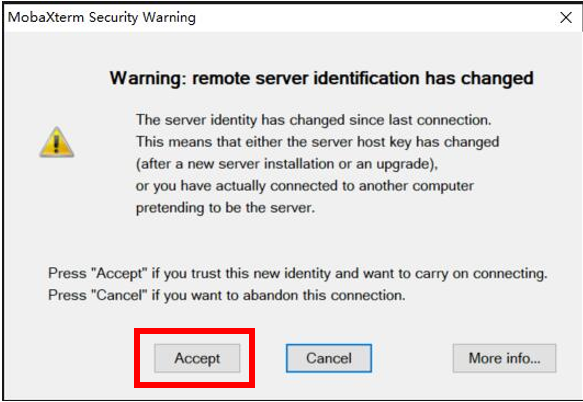 MobaXterm Security Warning
Warning: remote server identification has changed
The server identity has changed since last connection.
This means that either the server host key has changed
(after a new server installation or an upgrade),
or you have actually connected to another computer
pretending to be the server.
Press "Accept" if you trust this new identity and want to carry on connecting.
Press "Cancel" if you want to abandon this connection.
Accept
Cancel
More info...